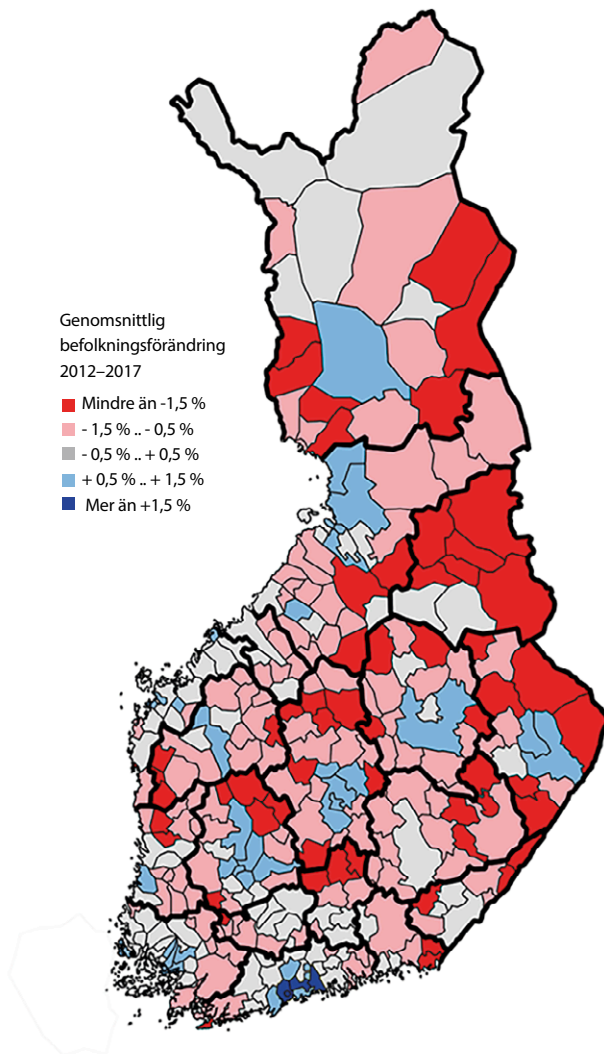 Genomsnittlig
befolkningsförändring
2012–2017
Mindre än -1,5 %
- 1,5 % .. - 0,5 %
- 0,5 % .. + 0,5 %
+ 0,5 % .. + 1,5 %
Mer än +1,5 %